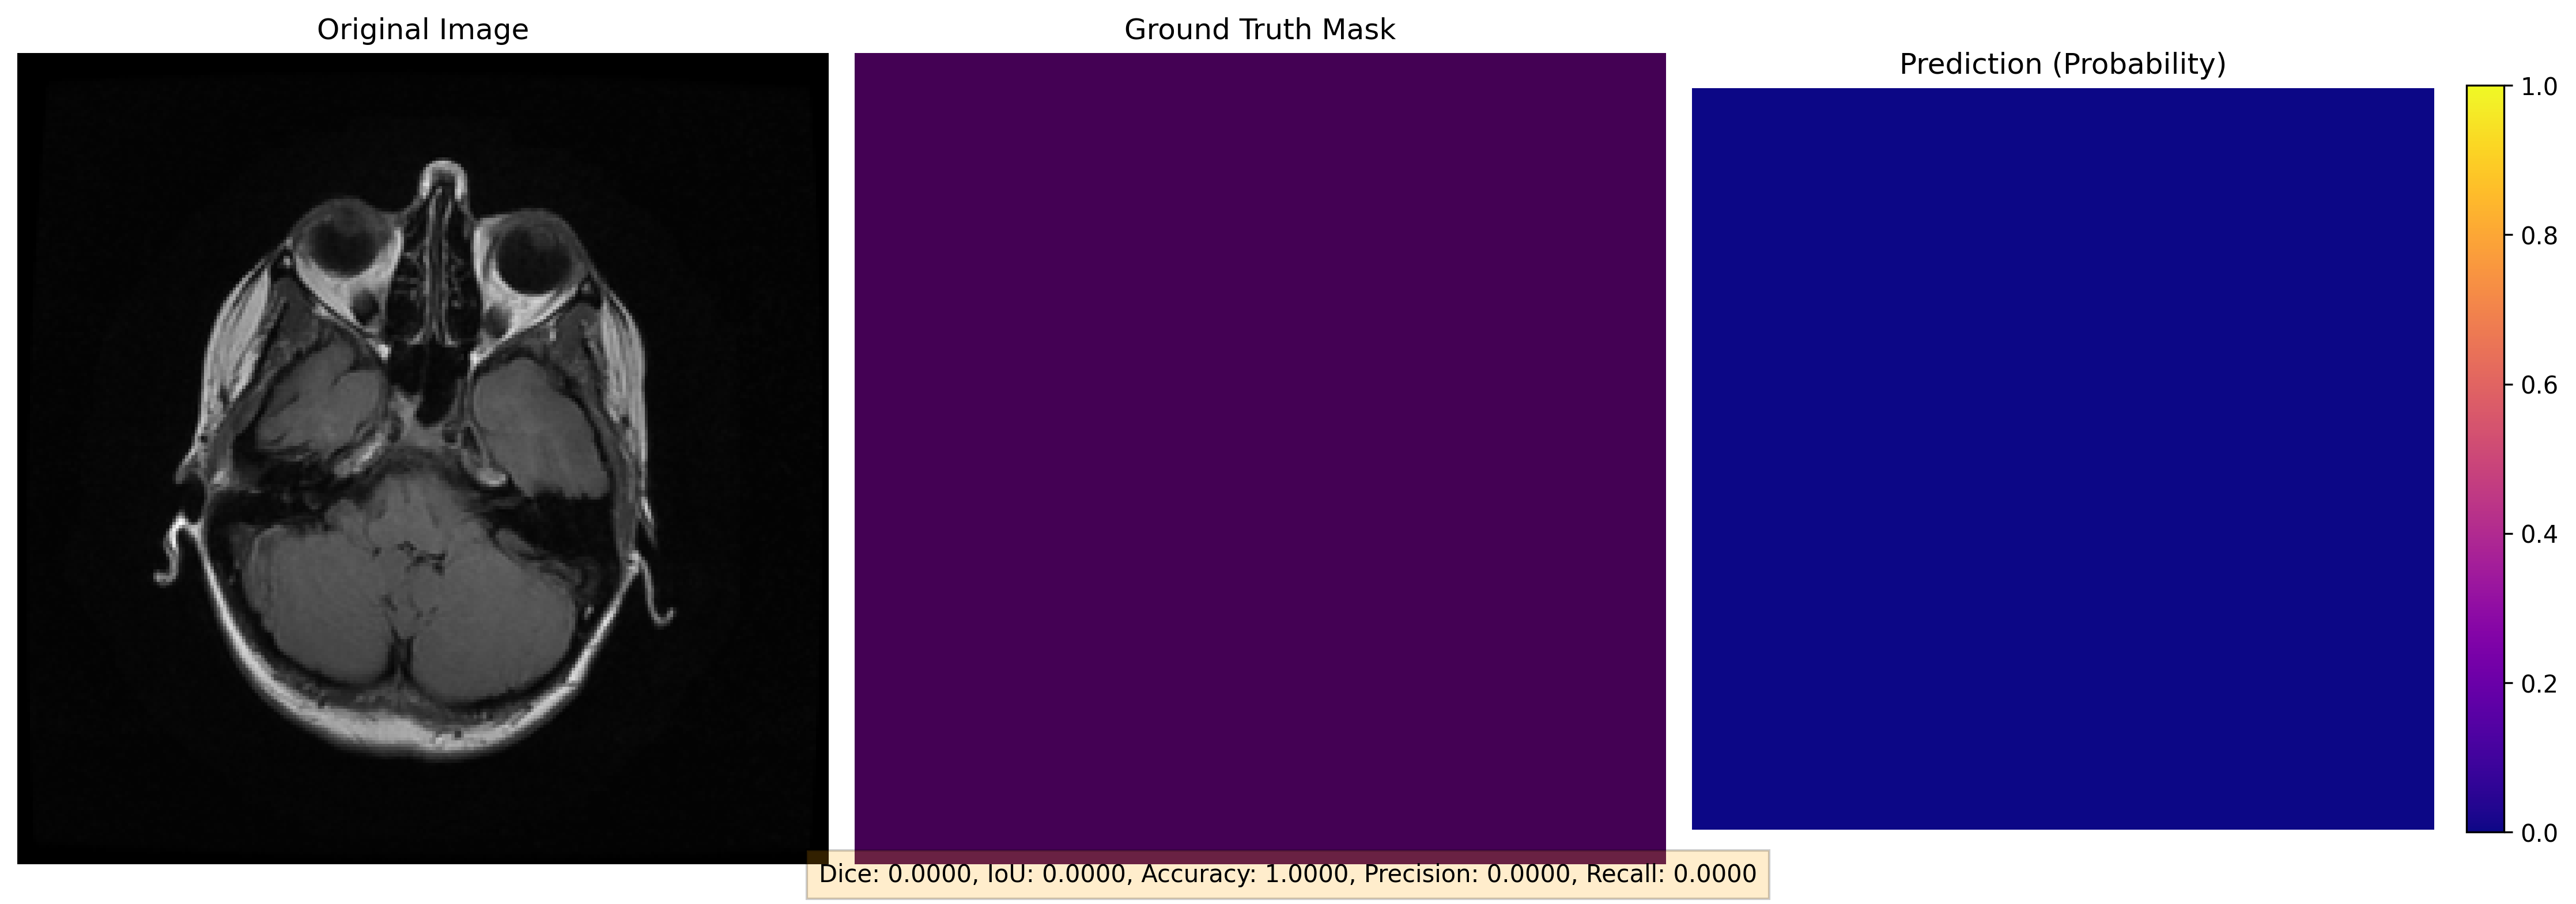 Original Image
Ground Truth Mask
Prediction (Probability)
1.0
0.8
0.6
0.4
0.2
0.0
Dice: 0.0000, IoU: 0.0000, Accuracy: 1.0000, Precision: 0.0000, Recall: 0.0000